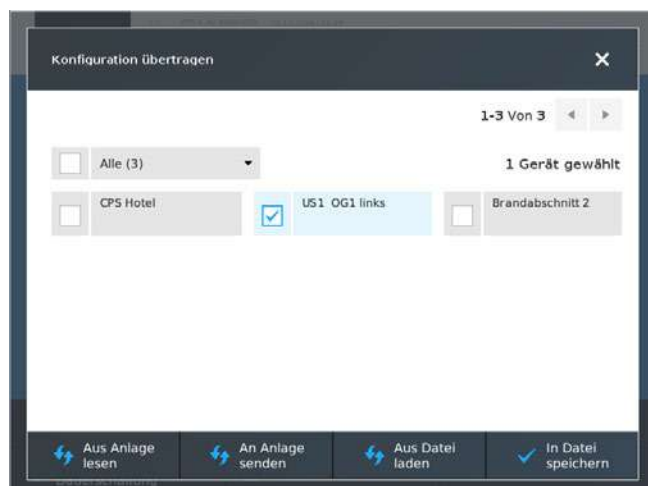 Konfiguration übertragen
1-3 Von 3
Alle (3)
1 Gerät gewählt
CPS Hotel
US1 OG1 links
Brandabschnitt 2
Aus Anlage
lesen
An Anlage
senden
Aus Datei
laden
In Datei
speichern